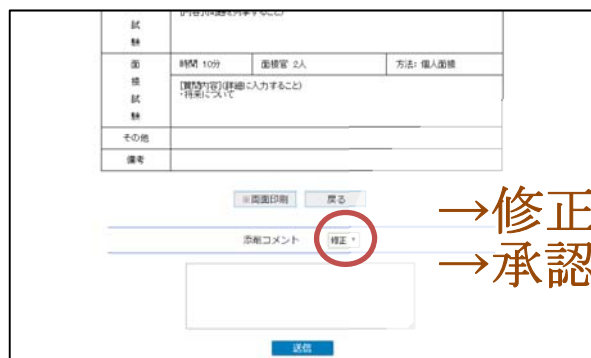 試
験
面
接
試
験
時間 10分 面接官 2人 方法: 個人面接
[質問内容](詳細に入力すること)
・将来について
その他
備考
※両面印刷 戻る
添削コメント 修正
→修正
→承認
送信